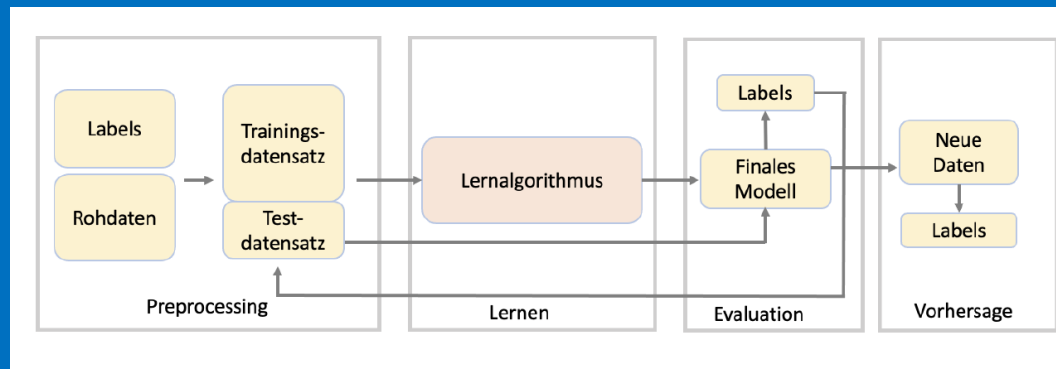 Labels
Rohdaten
Trainings-
datensatz
Test-
datensatz
Preprocessing
Lernalgorithmus
Lernen
Labels
Finales
Modell
Evaluation
Neue
Daten
Labels
Vorhersage